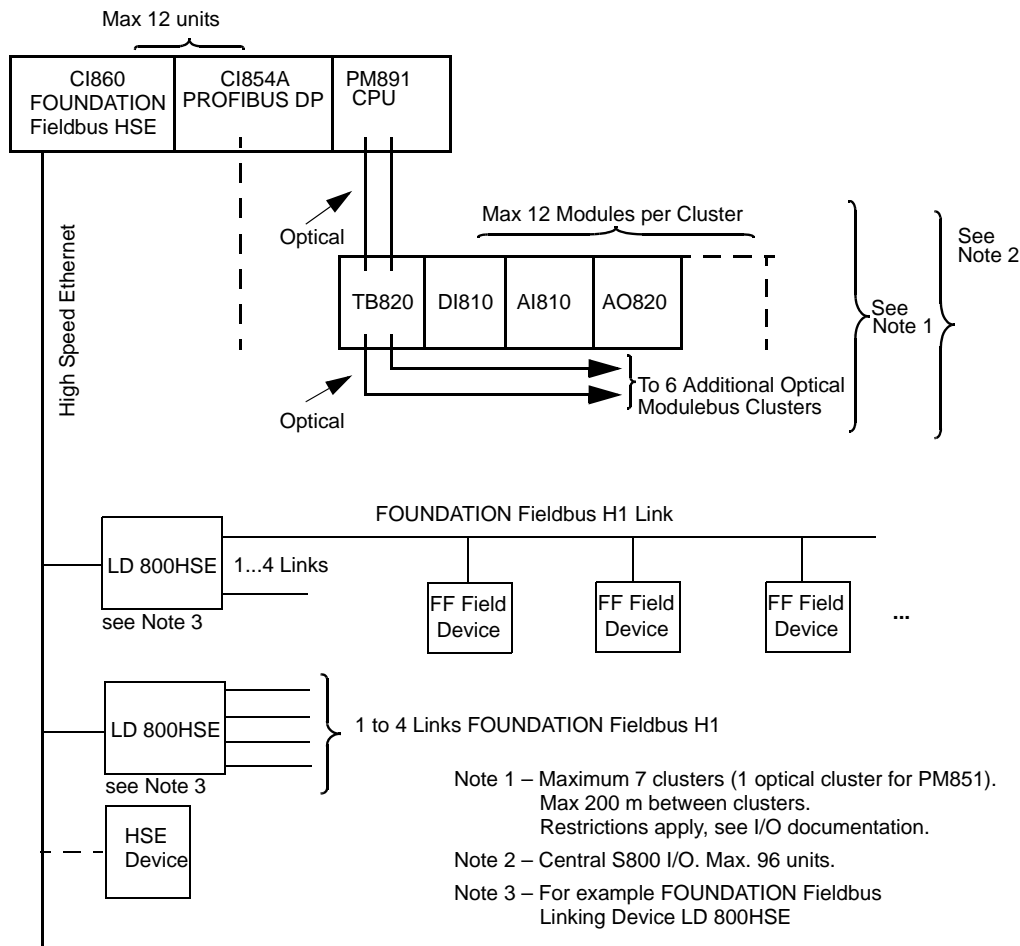 Max 12 units
CI860
FOUNDATION
Fieldbus HSE
CI854A
PROFIBUS DP
PM891
CPU
High Speed Ethernet
Optical
Max 12 Modules per Cluster
TB820
DI810
AI810
AO820
See
Note 1
See
Note 2
Optical
To 6 Additional Optical
Modulebus Clusters
FOUNDATION Fieldbus H1 Link
LD 800HSE
1...4 Links
see Note 3
FF Field
Device
FF Field
Device
FF Field
Device
...
LD 800HSE
1 to 4 Links FOUNDATION Fieldbus H1
see Note 3
HSE
Device
Note 1 – Maximum 7 clusters (1 optical cluster for PM851).
Max 200 m between clusters.
Restrictions apply, see I/O documentation.
Note 2 – Central S800 I/O. Max. 96 units.
Note 3 – For example FOUNDATION Fieldbus
Linking Device LD 800HSE